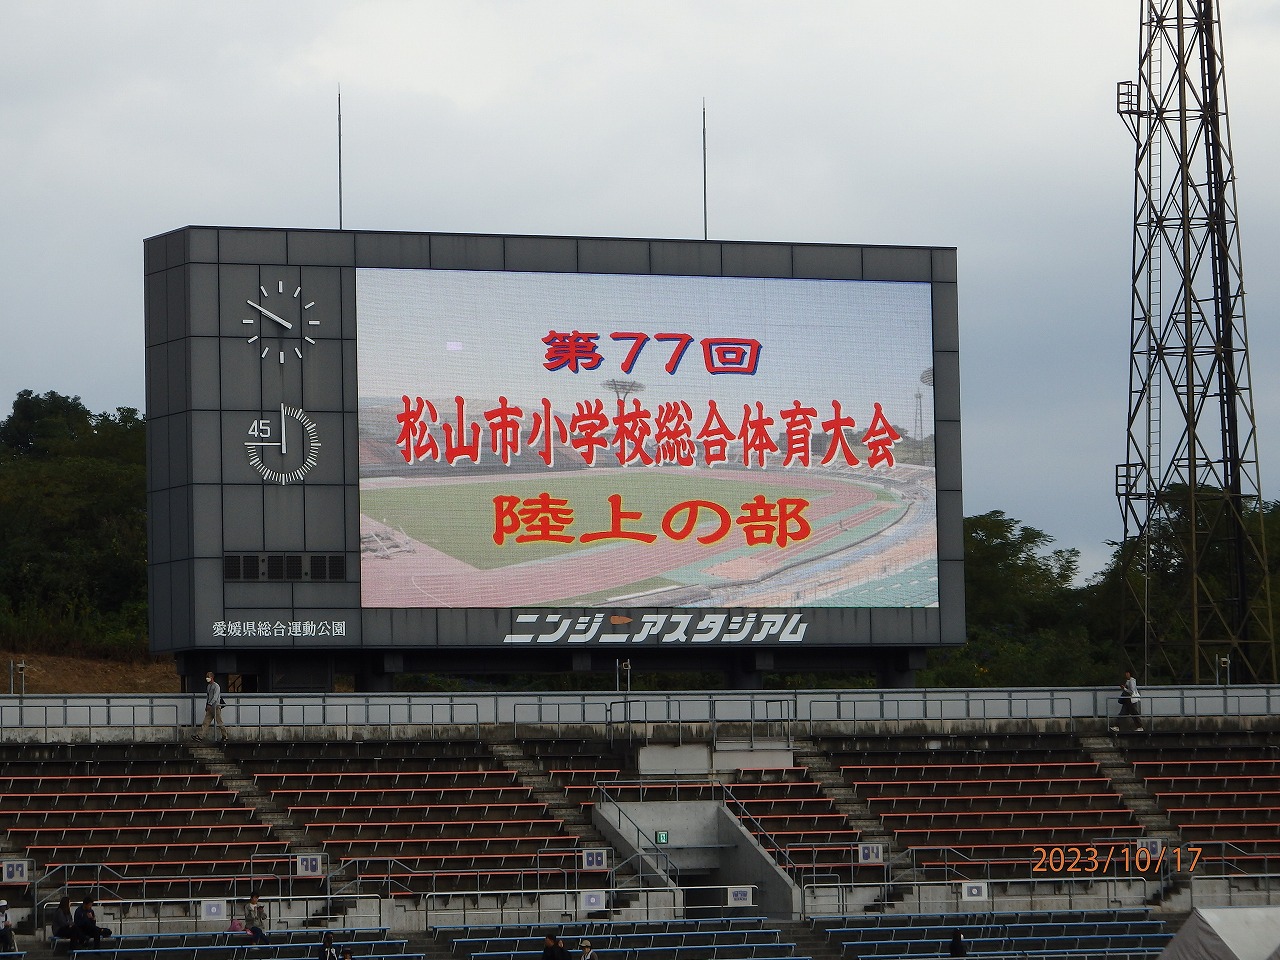 第77回
松山市小学校総合体育大会
陸上の部
45
愛媛県総合運動公園
ニンジニアスタジアム
2023/10/17